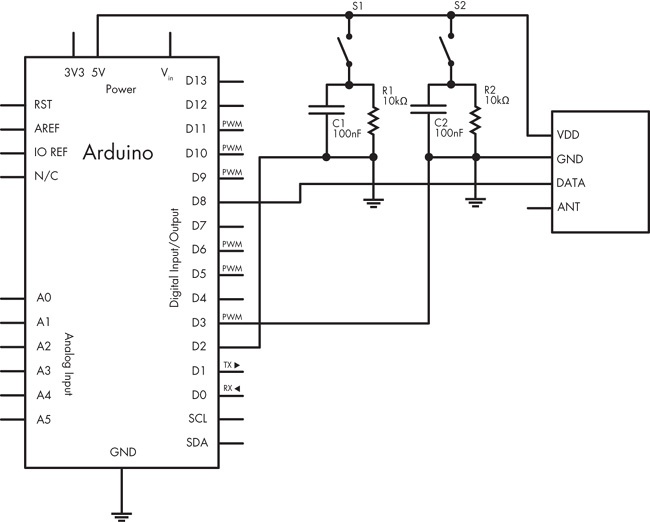 S1
S2
3V3
5V
Vin
Power
RST
AREF
IO REF
N/C
Arduino
D13
D12
D11
PWM
D10
PWM
D9
PWM
D8
D7
D6
PWM
D5
PWM
D4
D3
PWM
D2
D1
TX ▶
D0
RX ◀
SCL
SDA
Digital Input/Output
A0
A1
A2
A3
A4
A5
Analog Input
GND
C1
100nF
R1
10kΩ
C2
100nF
R2
10kΩ
VDD
GND
DATA
ANT